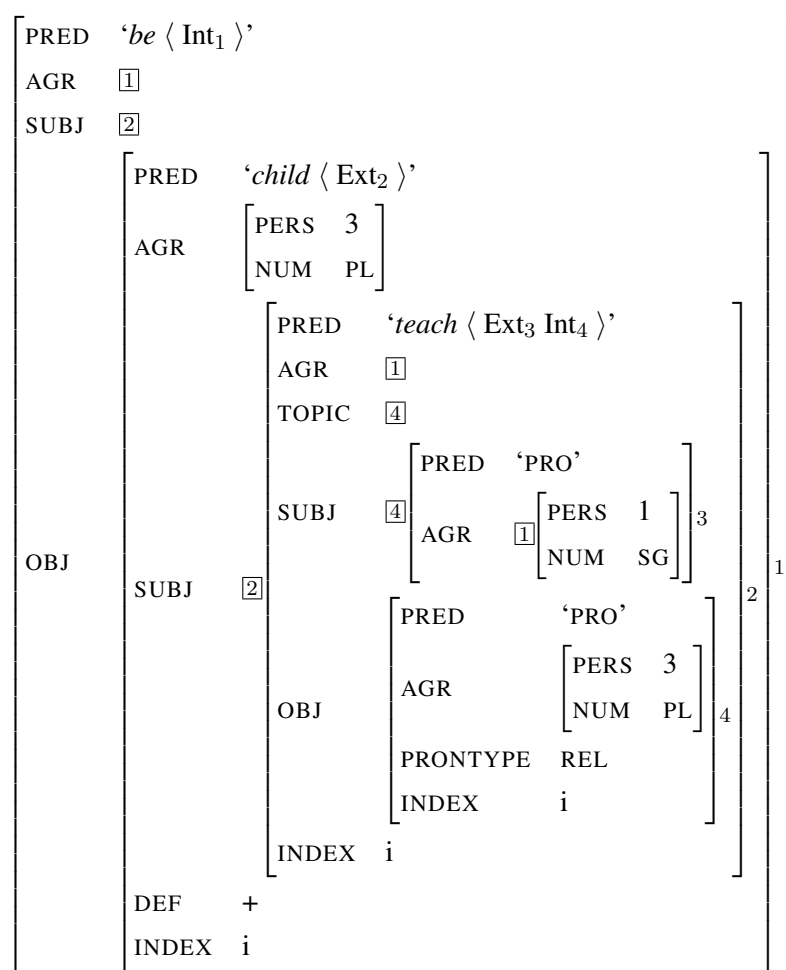 PRED ‘be ⟨ Int₁ ⟩’
AGR 1
SUBJ 2
PRED ‘child ⟨ Ext₂ ⟩’
AGR PERS 3
NUM PL
PRED ‘teach ⟨ Ext₃ Int₄ ⟩’
AGR 1
TOPIC 4
PRED ‘PRO’
SUBJ 4 AGR 1 PERS 1 3
NUM SG
OBJ 1
SUBJ 2 2
PRED ‘PRO’
PERS 3
AGR
OBJ NUM PL 4
PRONTYPE REL
INDEX i
INDEX i
DEF +
INDEX i